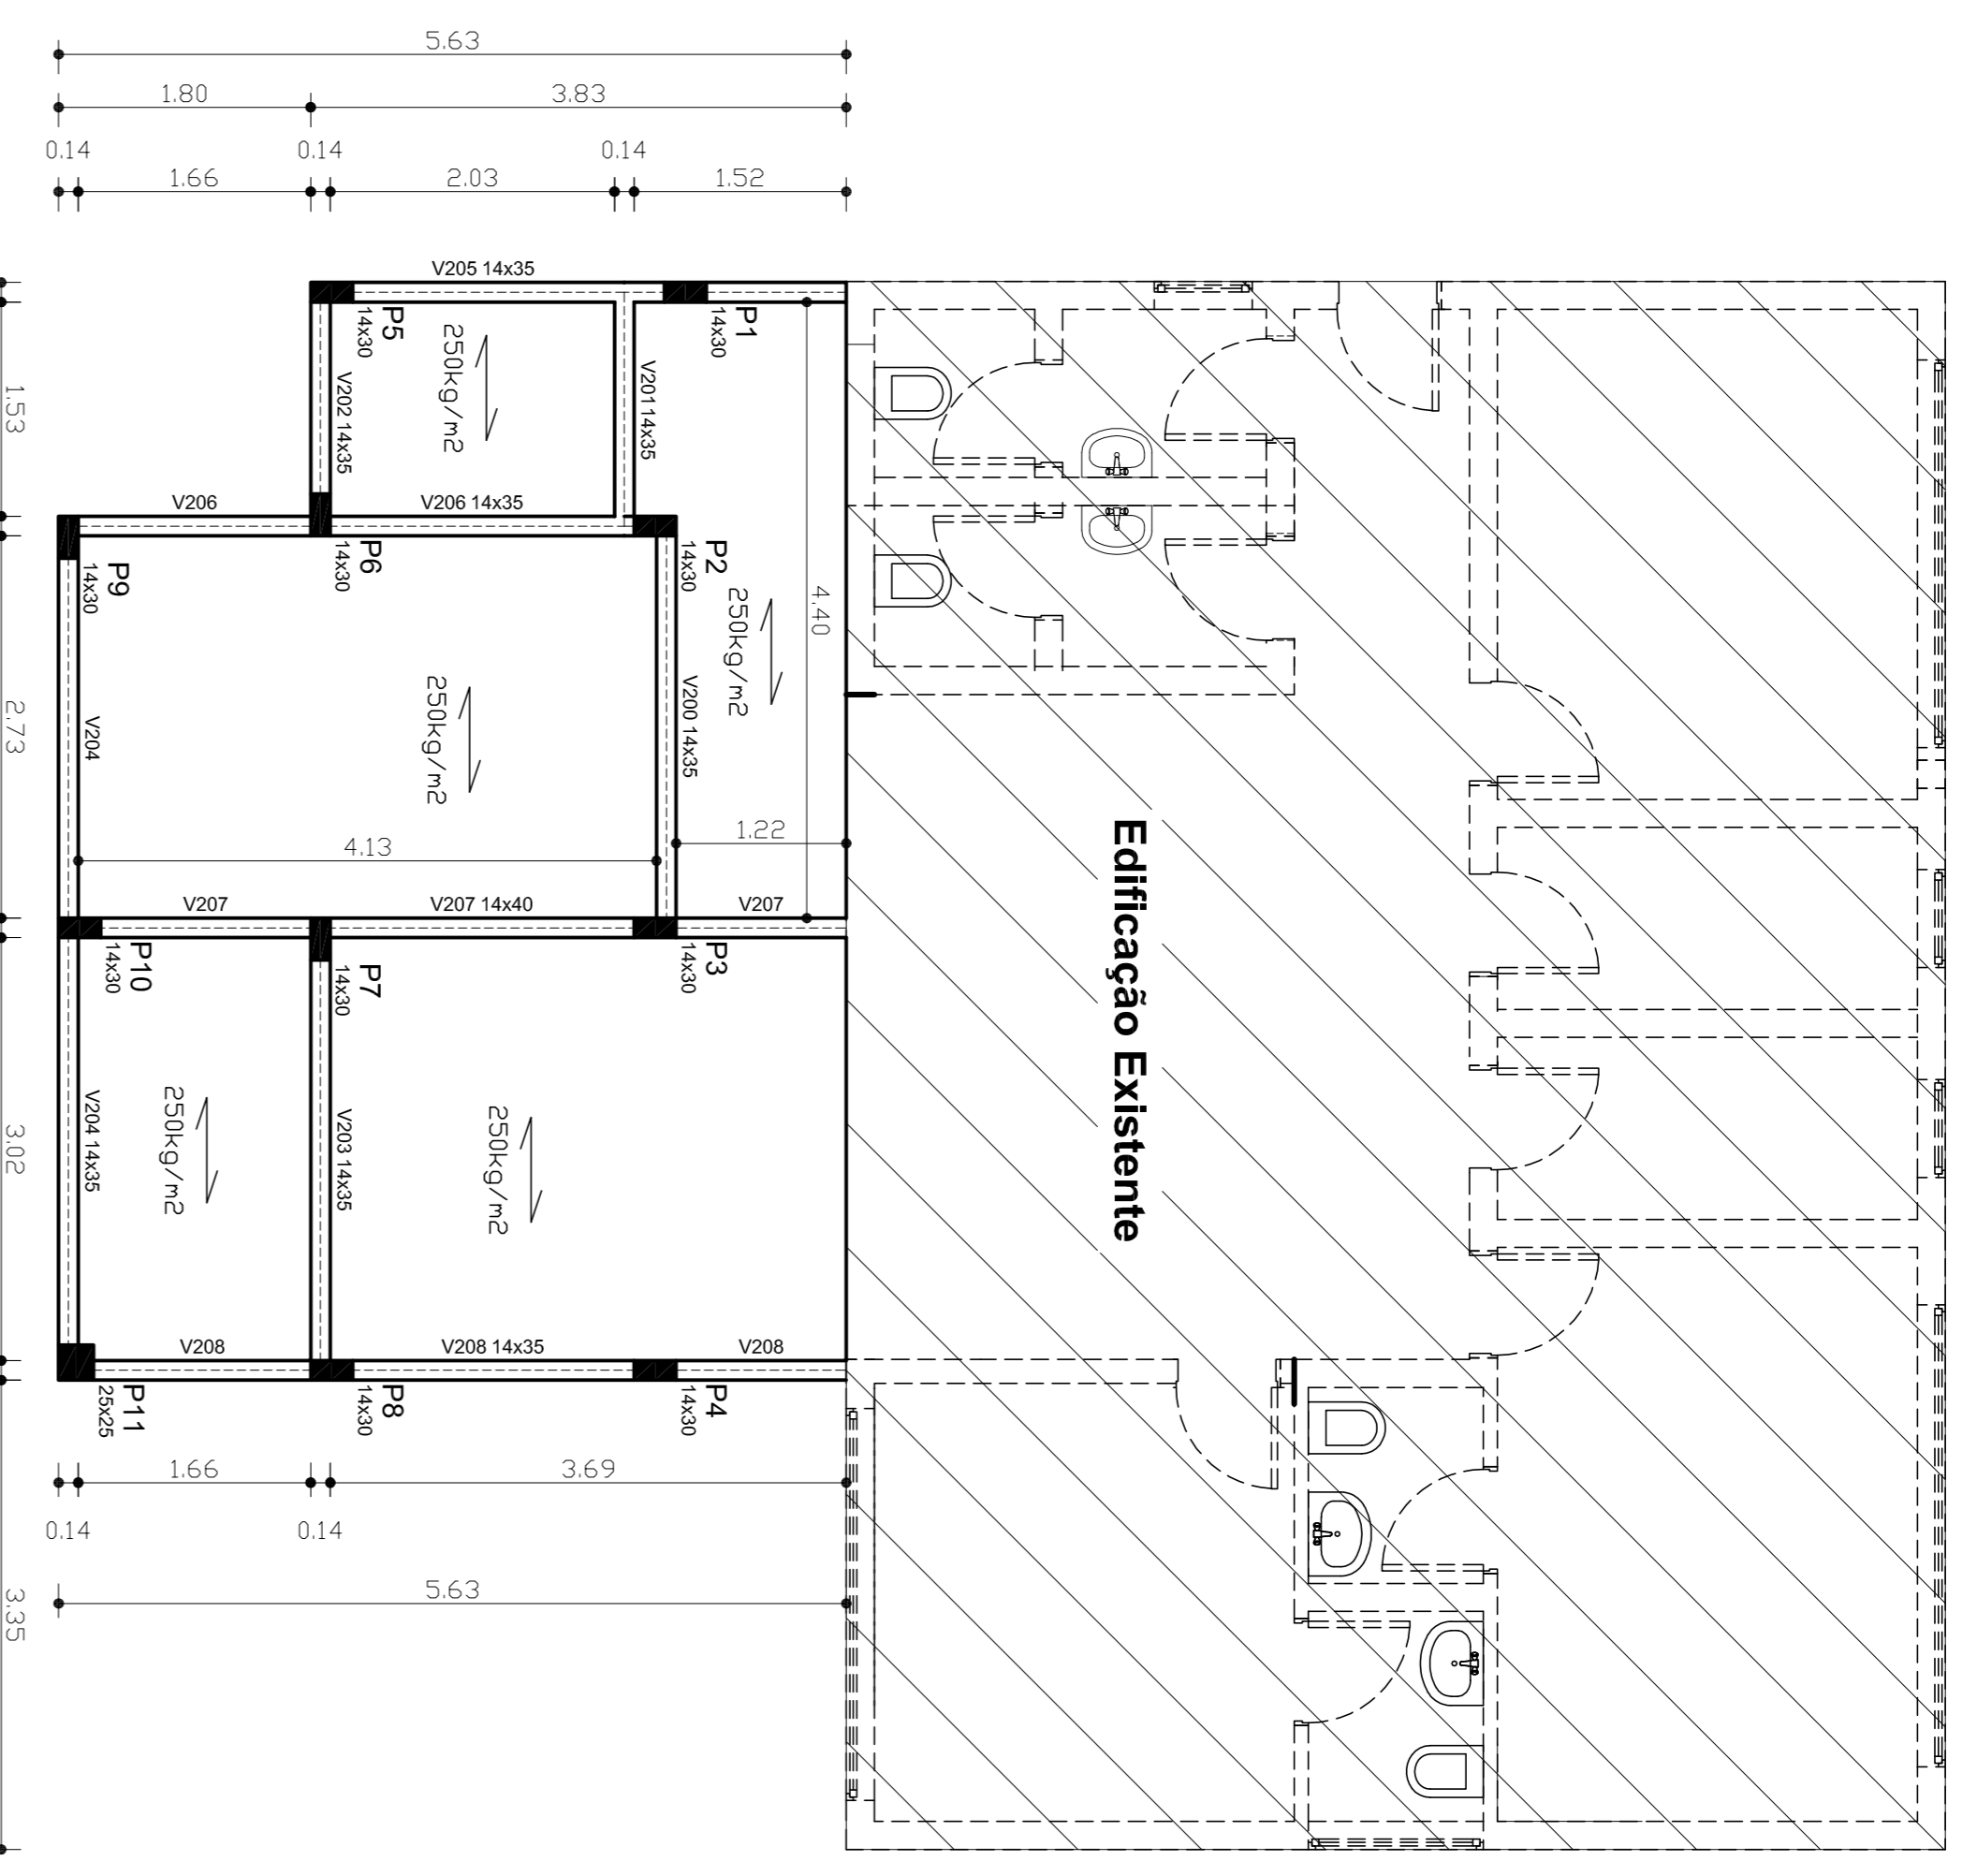 5.63
1.80
3.83
0.14
0.14
0.14
1.66
2.03
1.52
V205 14x35
P5
14x30
250kg/m2
P1
14x30
V202 14x35
V201 14x35
V206
V206 14x35
P9
14x30
P6
14x30
P2
14x30
250kg/m2
4.40
V204
250kg/m2
V200 14x35
1.22
4.13
V207
V207 14x40
V207
P10
14x30
P7
14x30
P3
14x30
V204 14x35
250kg/m2
V203 14x35
250kg/m2
V208
V208 14x35
V208
P11
25x25
P8
14x30
P4
14x30
1.66
3.69
0.14
0.14
5.63
1.53
2.73
3.02
3.35
Edificação Existente